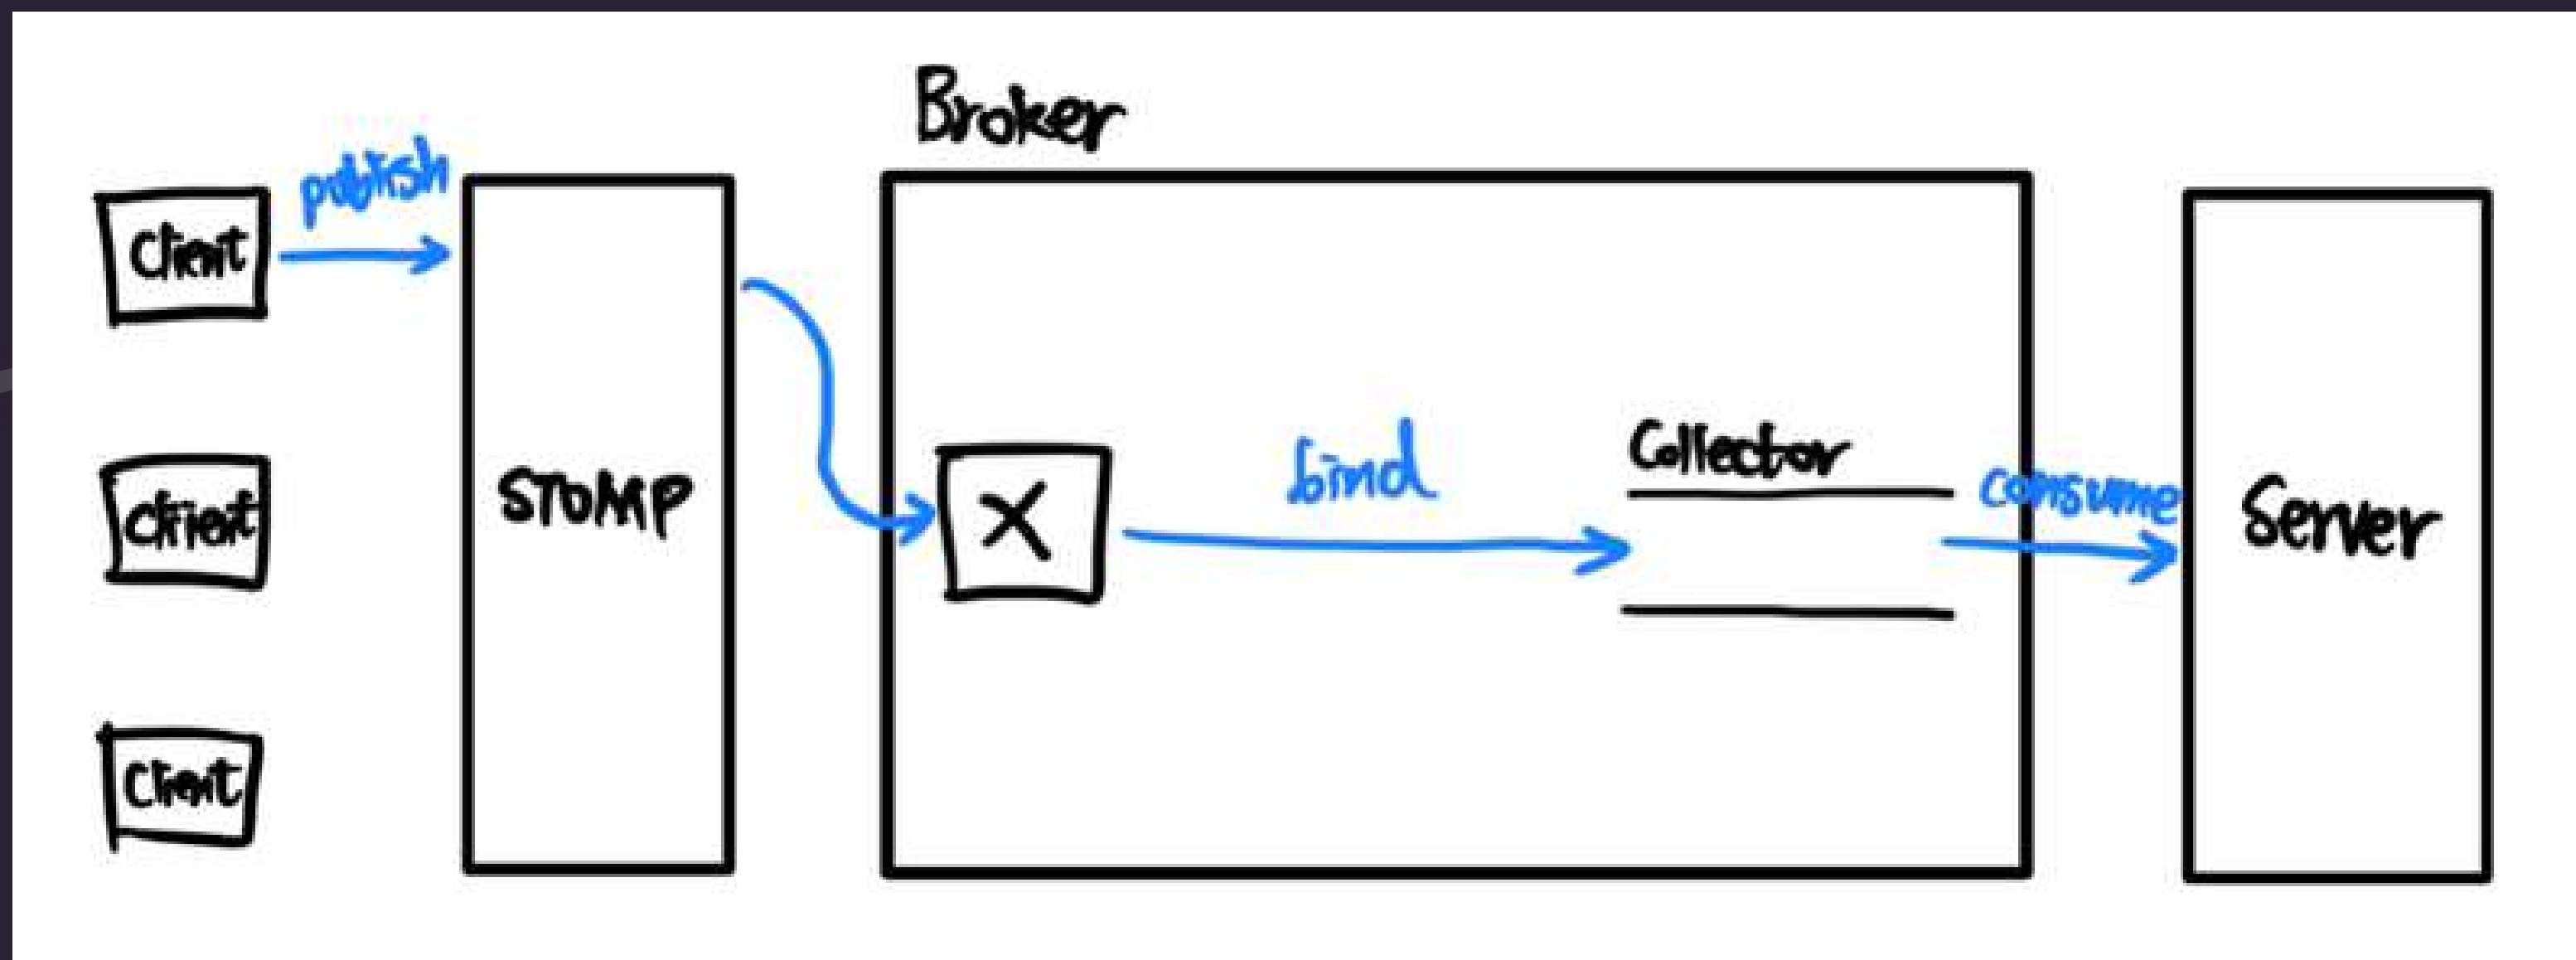 Broker
publish
Client
STOMP
Client
Client
X
bind
Collector
consume
Server